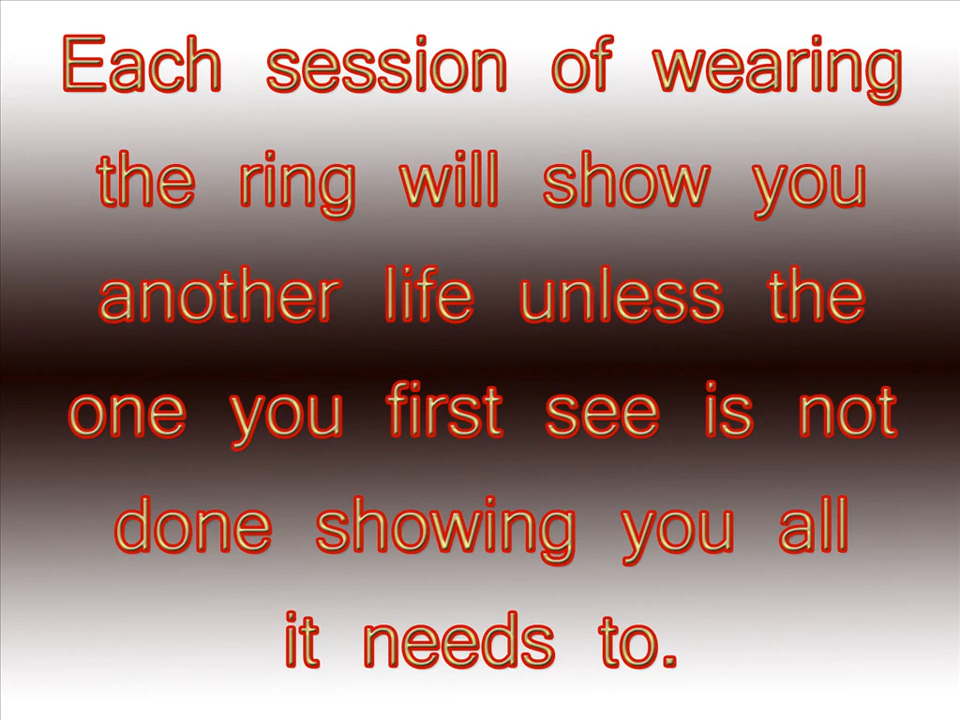 Each session of wearing
the ring will show you
another life unless the
one you first see is not
done showing you all
it needs to.